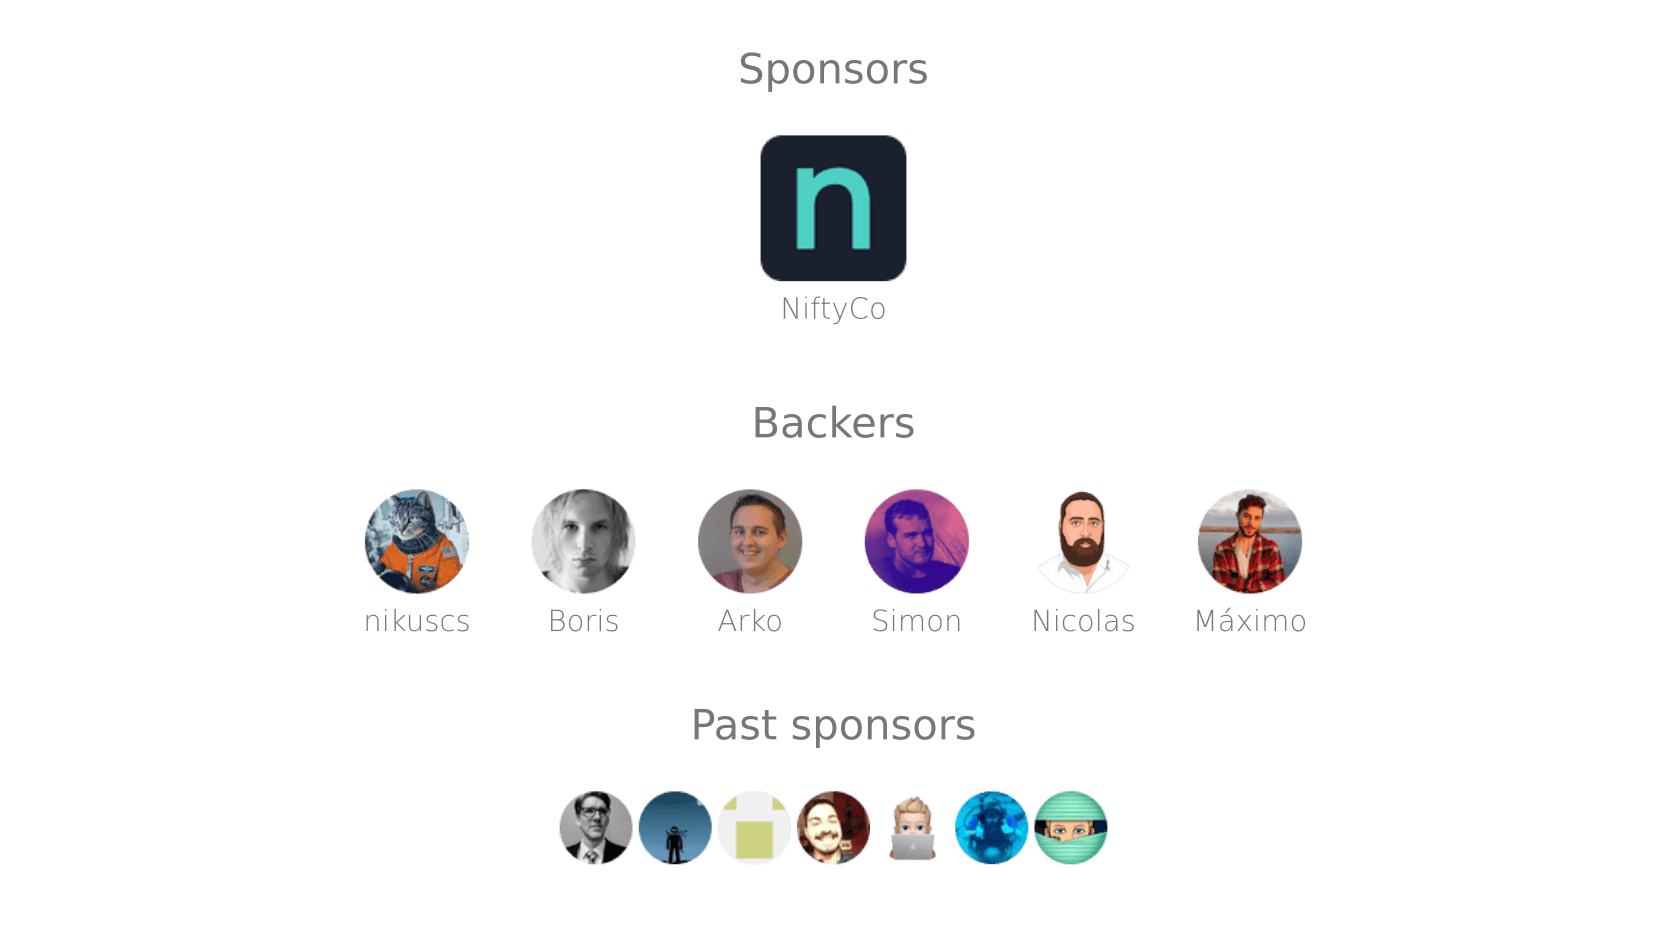 Sponsors
n
NiftyCo
Backers
nikuscs Boris Arko Simon Nicolas Máximo
Past sponsors